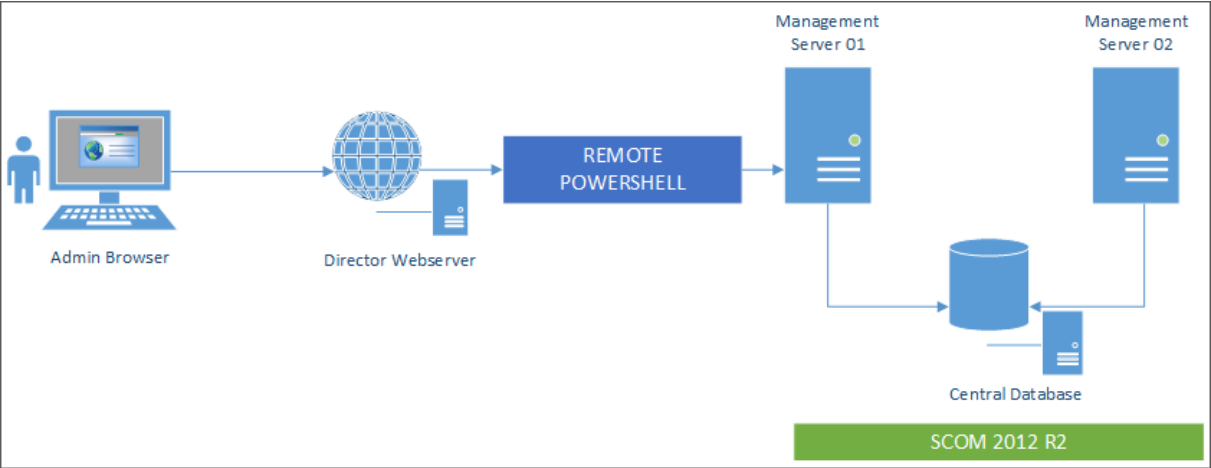 Management
Server 01
Management
Server 02
REMOTE
POWERSHELL
Admin Browser
Director Webserver
Central Database
SCOM 2012 R2